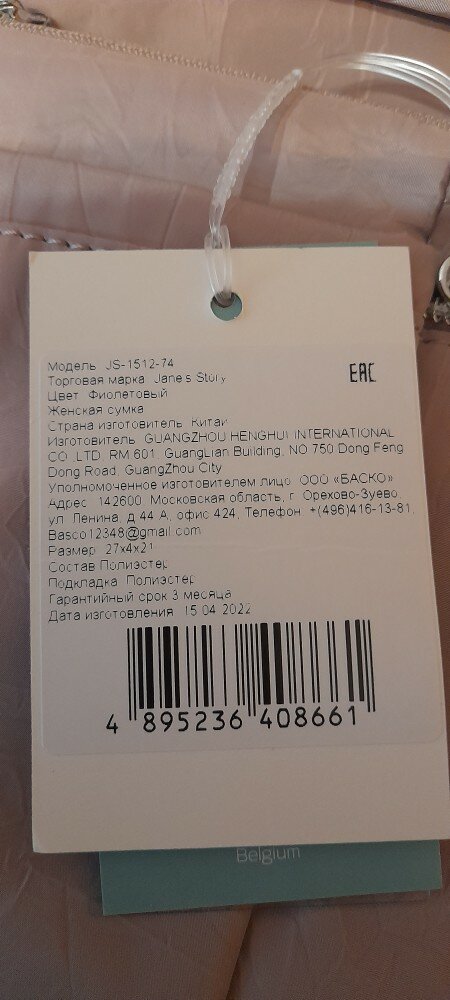 Модель JS-1512-74
Торговая марка Jane's Story
Цвет Фиолетовый
Женская сумка
Страна изготовитель Китай
Изготовитель GUANGZHOU HENGHUI INTERNATIONAL
CO LTD RM 601, GuangLian Building, NO 750 Dong Feng
Dong Road, GuangZhou City
Уполномоченное изготовителем лицо ООО «БАСКО»
Адрес 142600 Московская область, г Орехово-Зуево,
ул Ленина, д 44 А, офис 424, Телефон +(496)416-13-81,
Basco12348@gmail.com
Размер 27х4х21
Состав Полиэстер
Подкладка Полиэстер
Гарантийный срок 3 месяца
Дата изготовления 15 04 2022
EAC
4 895236 408661
Belgium